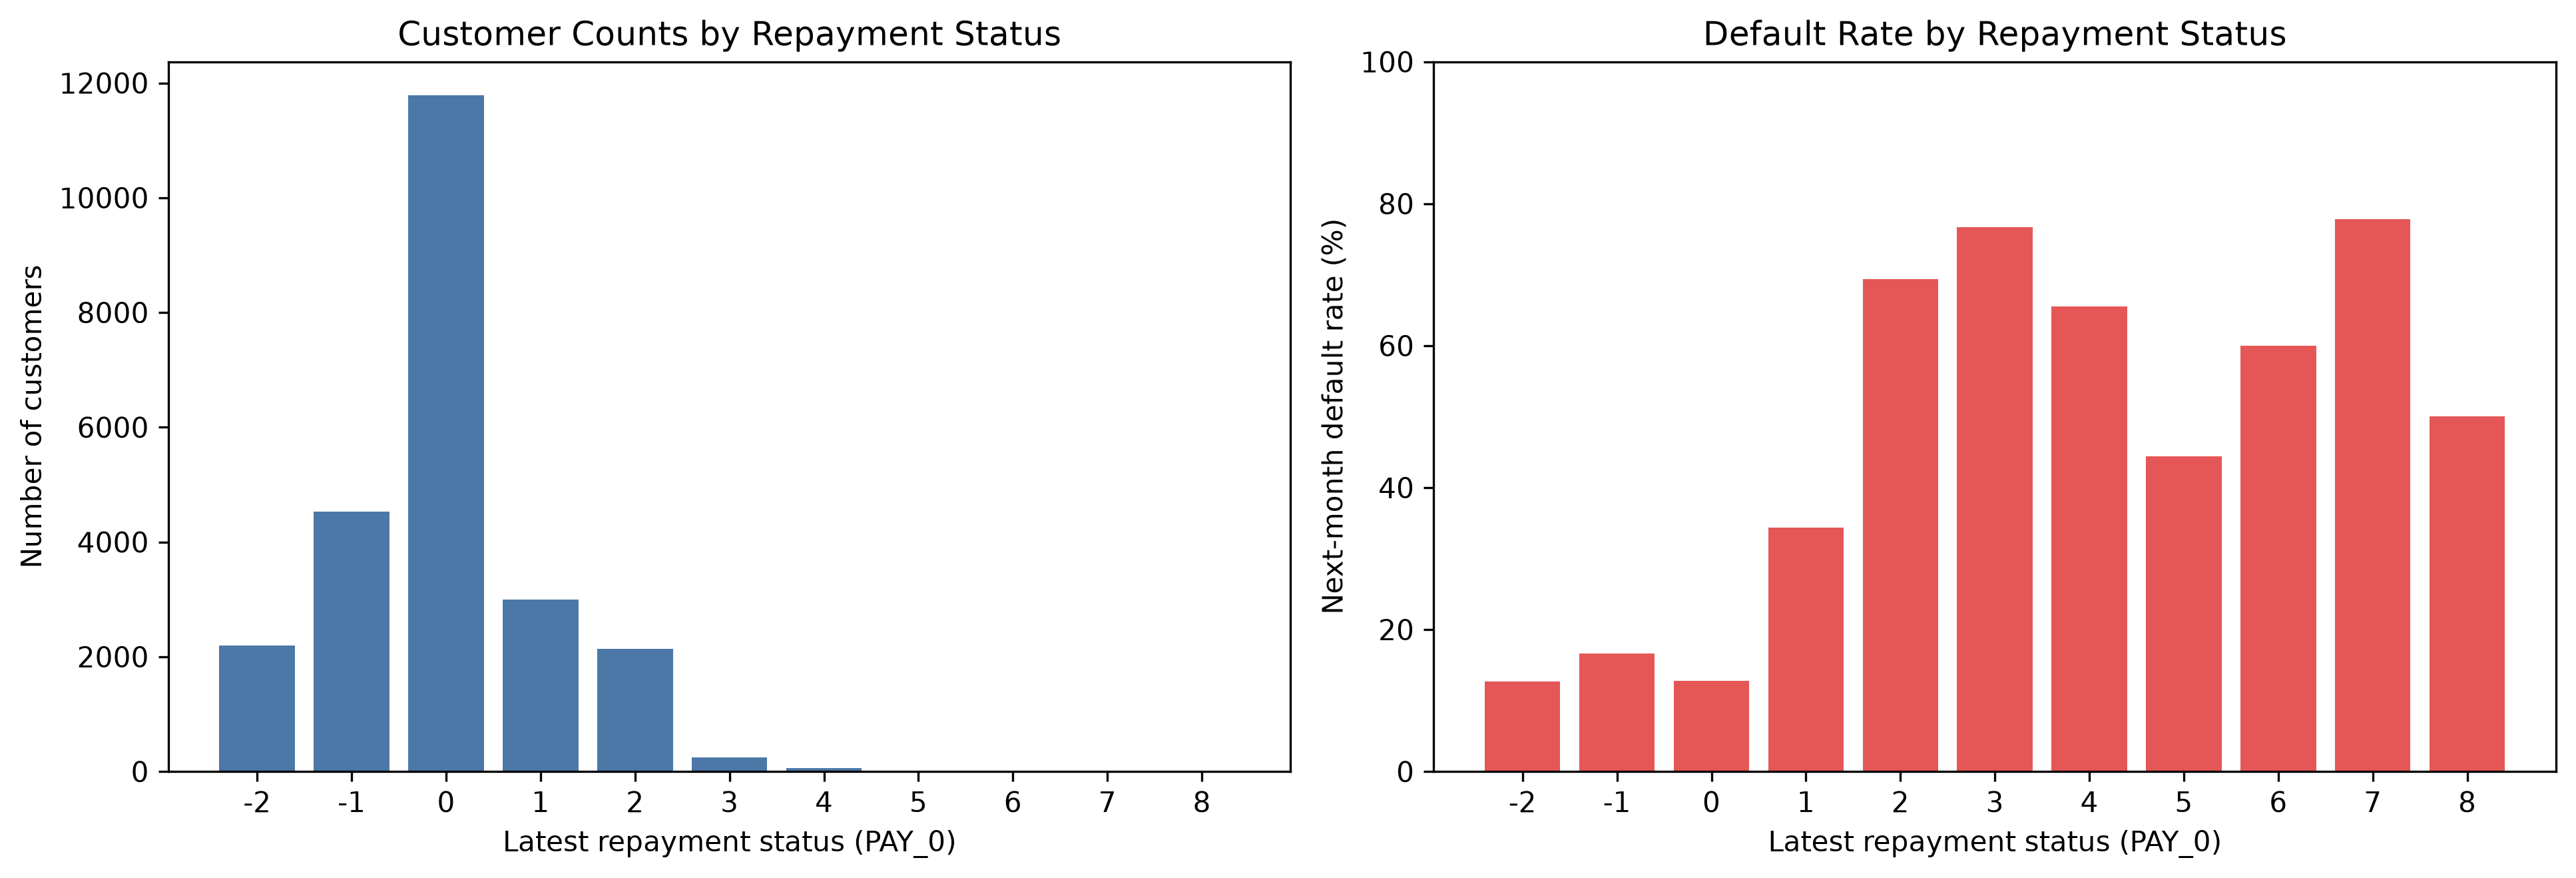 Customer Counts by Repayment Status
Number of customers
12000
10000
8000
6000
4000
2000
0
-2 -1 0 1 2 3 4 5 6 7 8
Latest repayment status (PAY_0)
Default Rate by Repayment Status
Next-month default rate (%)
100
80
60
40
20
0
-2 -1 0 1 2 3 4 5 6 7 8
Latest repayment status (PAY_0)